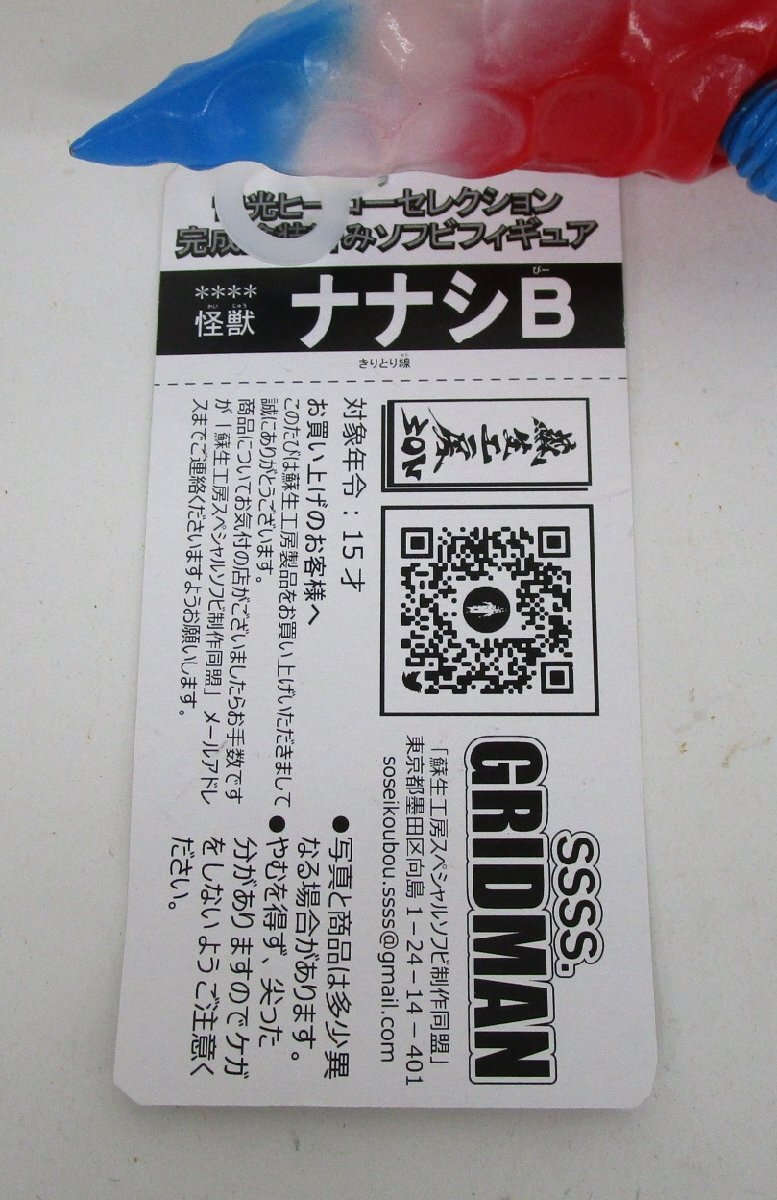 光ヒーローセレクション
完成 みソフビフィギュア
****
かいじゅう
怪獣
びー
ナナシB
せん
きりとり線
蘇生工房
NOE
対象年令：15才
お買い上げのお客様へ
このたびは蘇生工房製品をお買い上げいただきまして
誠にありがとうございます。
商品についてお気付の店がございましたらお手数です
が「蘇生工房スペシャルソフビ制作同盟」メールアドレ
スまでご連絡くださいますようお願いします。
SSSS.
GRIDMAN
「蘇生工房スペシャルソフビ制作同盟」
東京都墨田区向島1-24-14-401
soseikoubou.ssss@gmail.com
●写真と商品は多少異
なる場合があります。
●やむを得ず、尖った
分がありますのでケガ
をしないようご注意く
ださい。